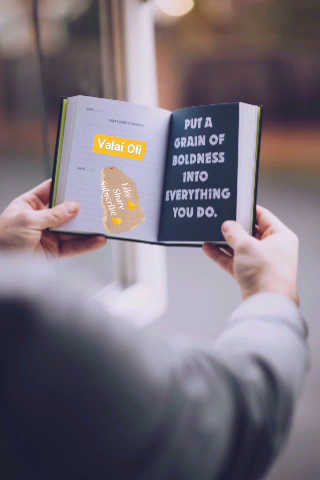 Valai Oli
Like
Share
Subscribe
PUT A
GRAIN OF
BOLDNESS
INTO
EVERYTHING
YOU DO.